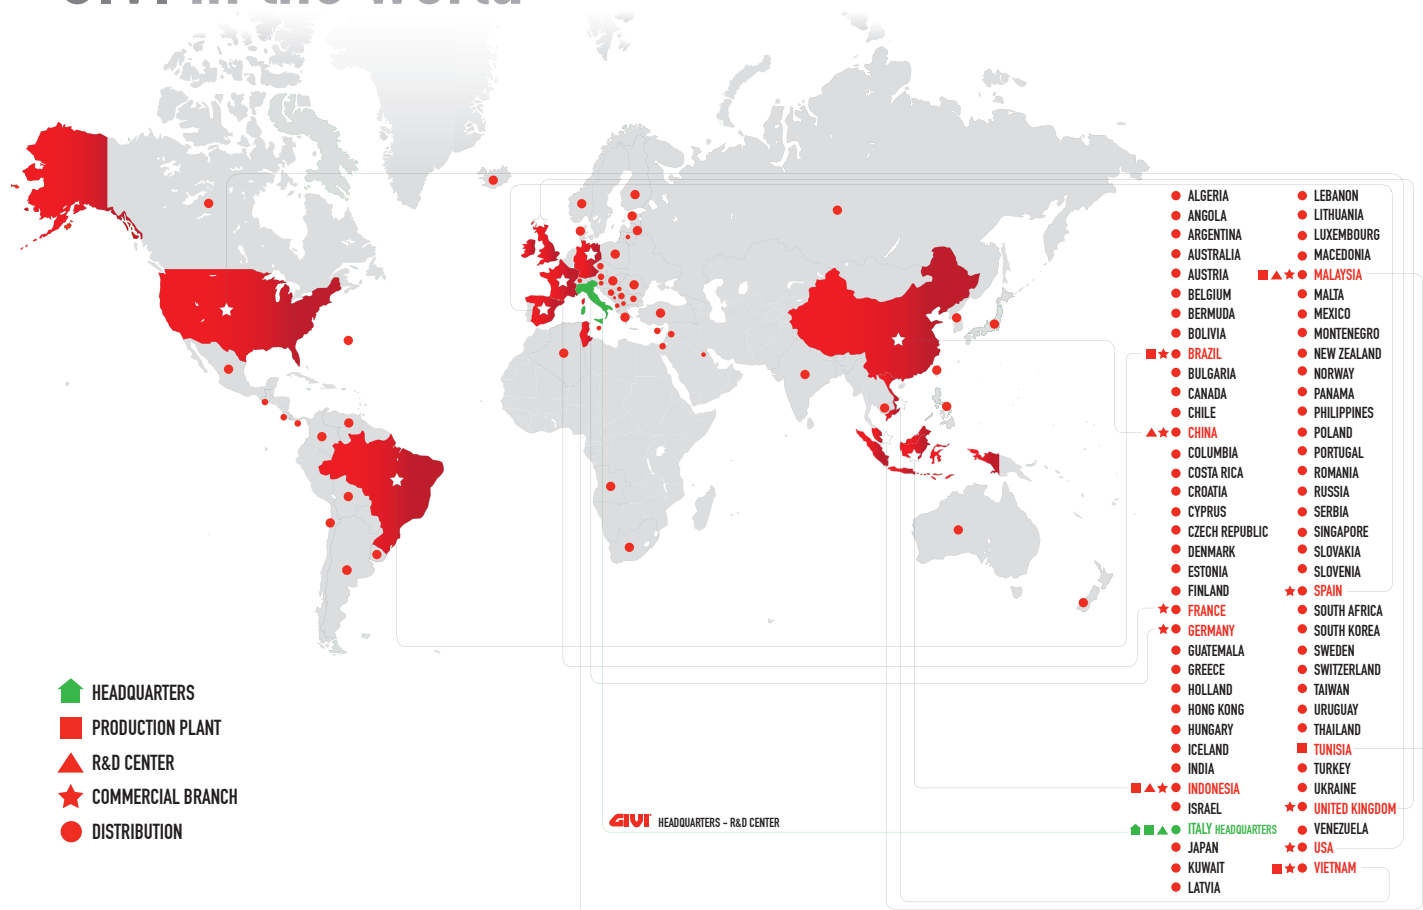 GIVI in the world
HEADQUARTERS
PRODUCTION PLANT
R&D CENTER
COMMERCIAL BRANCH
DISTRIBUTION
GIVI HEADQUARTERS - R&D CENTER
ALGERIA
ANGOLA
ARGENTINA
AUSTRALIA
AUSTRIA
BELGIUM
BERMUDA
BOLIVIA
BRAZIL
BULGARIA
CANADA
CHILE
CHINA
COLUMBIA
COSTA RICA
CROATIA
CYPRUS
CZECH REPUBLIC
DENMARK
ESTONIA
FINLAND
FRANCE
GERMANY
GUATEMALA
GREECE
HOLLAND
HONG KONG
HUNGARY
ICELAND
INDIA
INDONESIA
ISRAEL
ITALY HEADQUARTERS
JAPAN
KUWAIT
LATVIA
LEBANON
LITHUANIA
LUXEMBOURG
MACEDONIA
MALAYSIA
MALTA
MEXICO
MONTENEGRO
NEW ZEALAND
NORWAY
PANAMA
PHILIPPINES
POLAND
PORTUGAL
ROMANIA
RUSSIA
SERBIA
SINGAPORE
SLOVAKIA
SLOVENIA
SPAIN
SOUTH AFRICA
SOUTH KOREA
SWEDEN
SWITZERLAND
TAIWAN
URUGUAY
THAILAND
TUNISIA
TURKEY
UKRAINE
UNITED KINGDOM
VENEZUELA
USA
VIETNAM